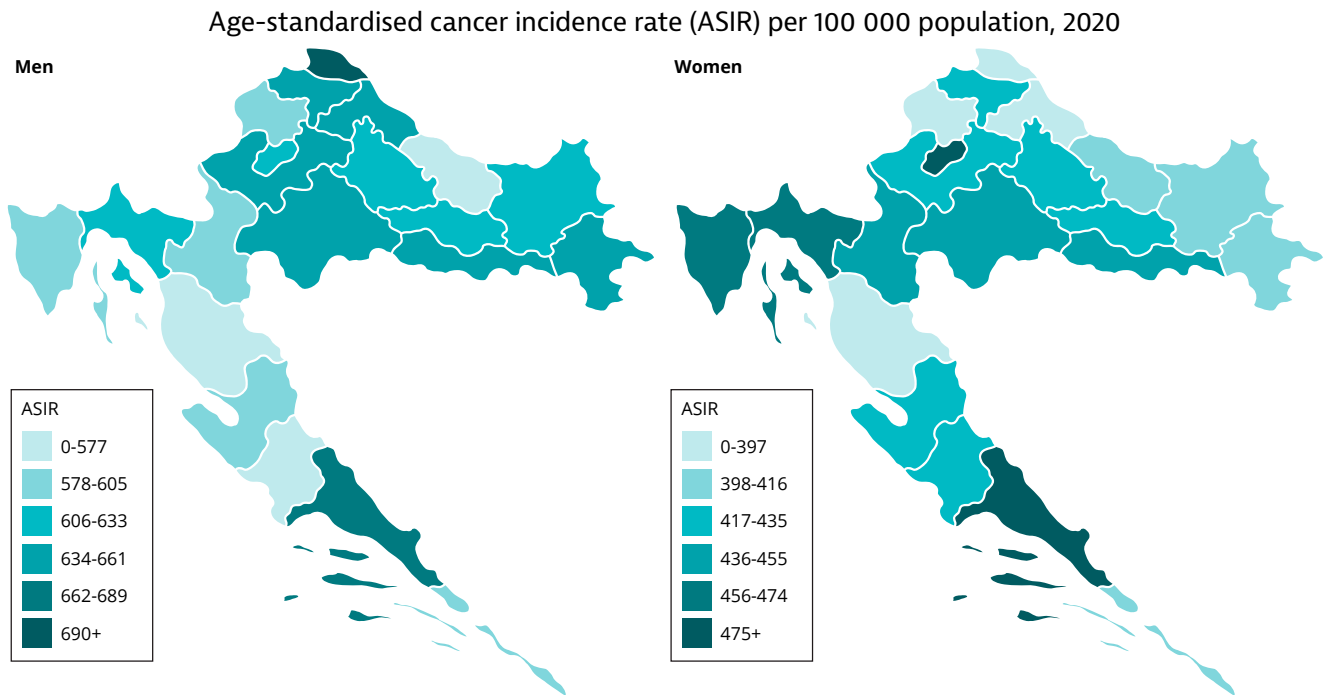 Age-standardised cancer incidence rate (ASIR) per 100 000 population, 2020
Men
Women
ASIR
0-577
578-605
606-633
634-661
662-689
690+
ASIR
0-397
398-416
417-435
436-455
456-474
475+